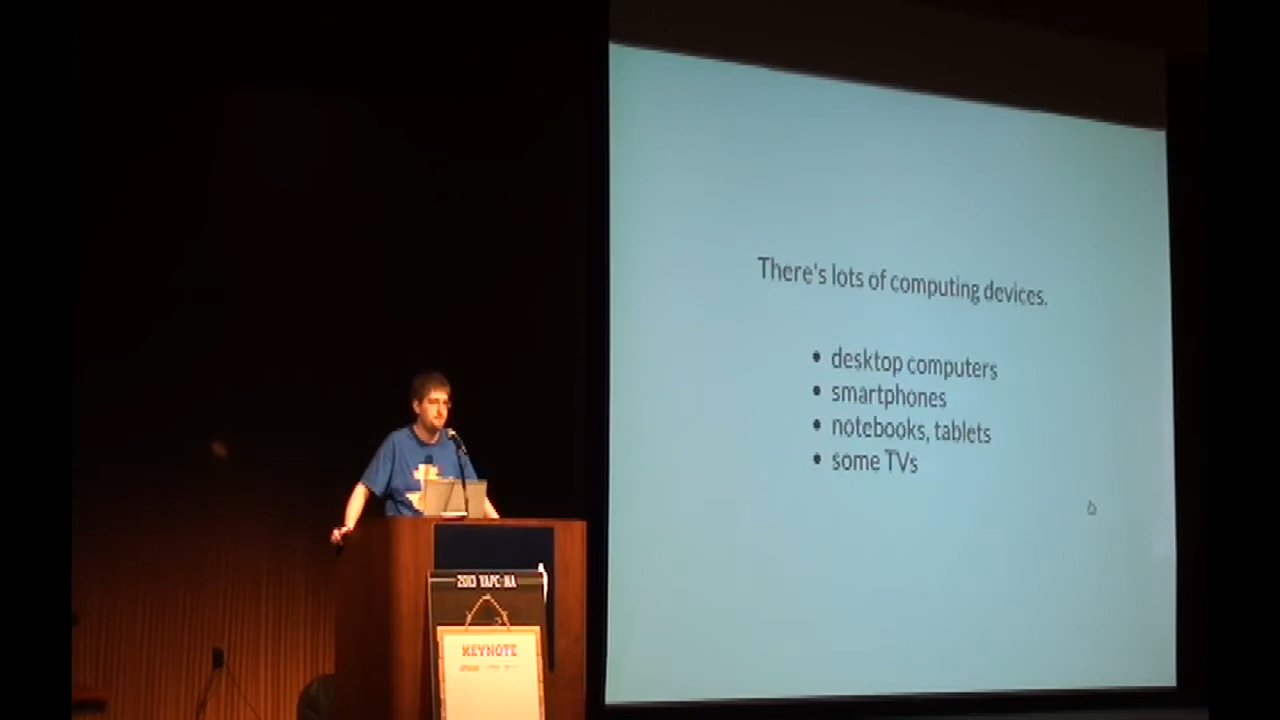 There's lots of computing devices.
• desktop computers
• smartphones
• notebooks, tablets
• some TVs
2013 YAPC::NA
KEYNOTE